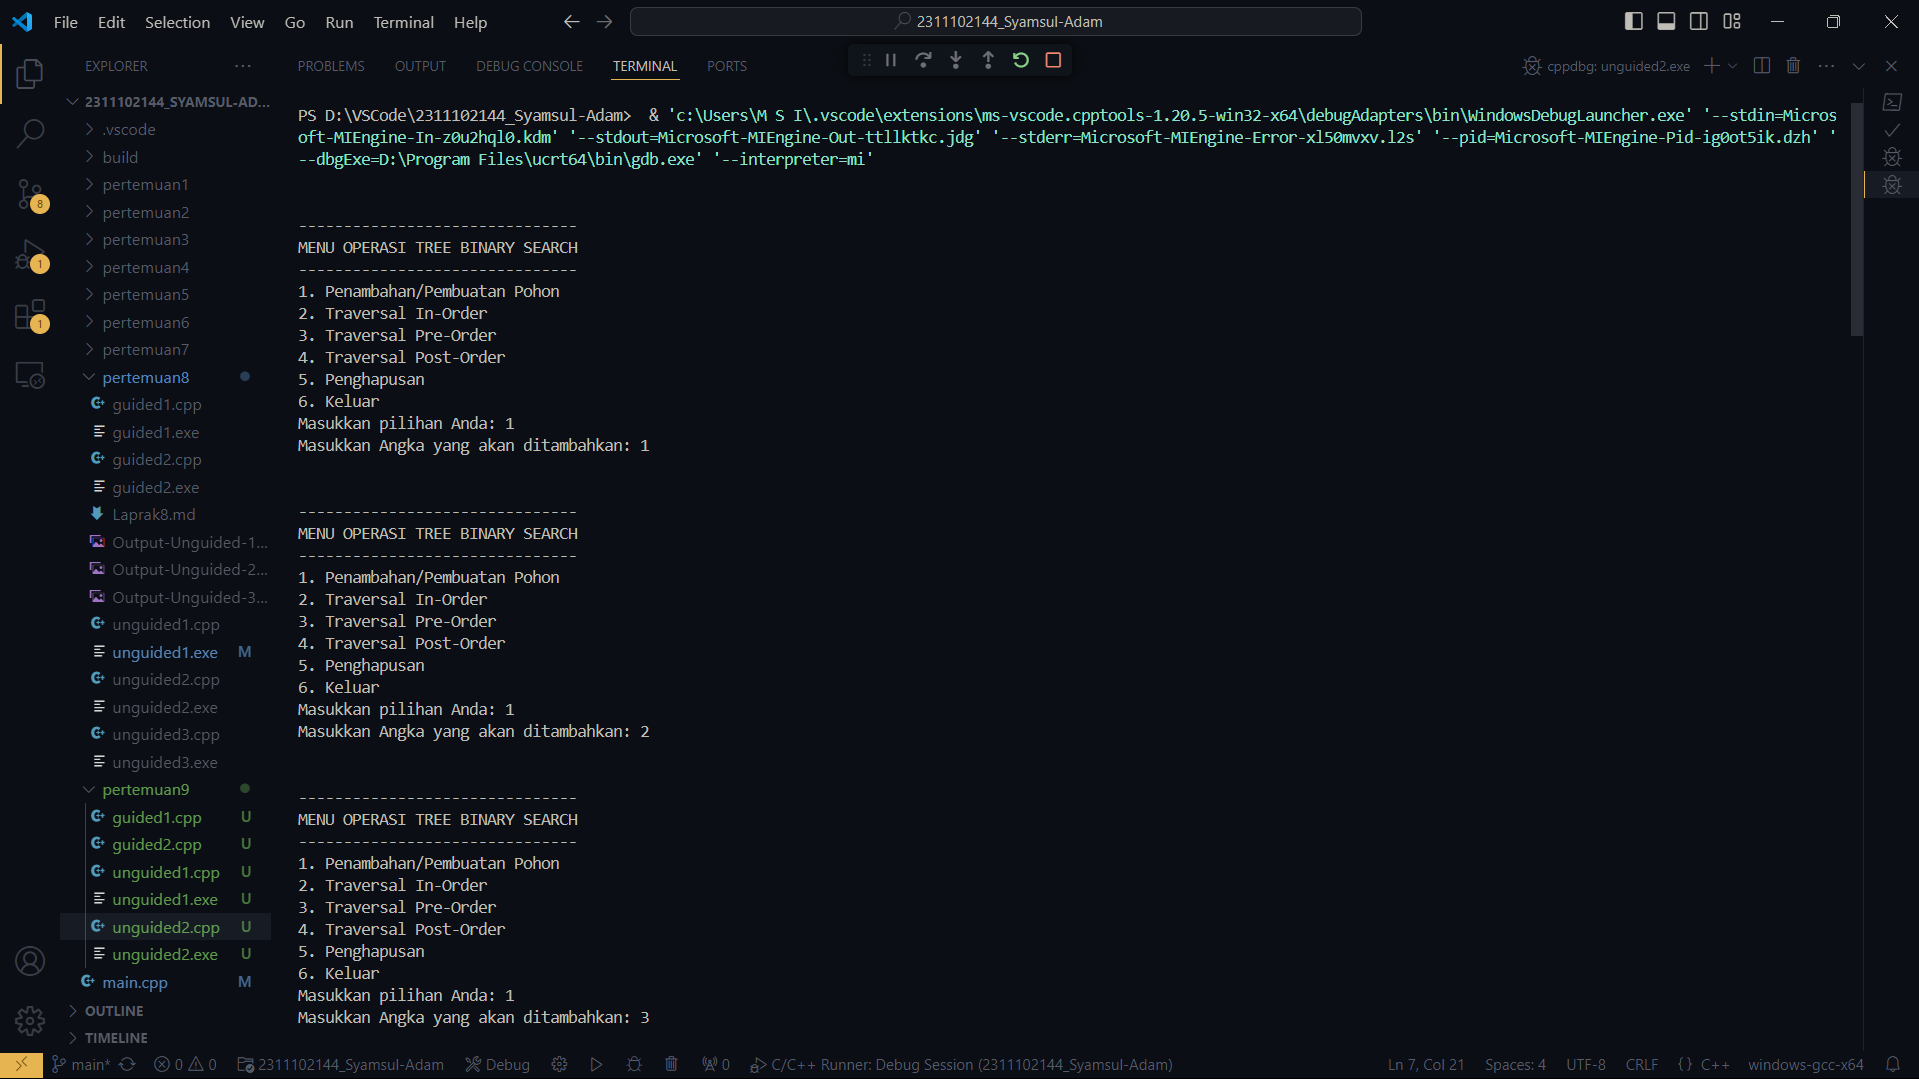 File Edit Selection View Go Run Terminal Help
2311102144_Syamsul-Adam
EXPLORER
PROBLEMS OUTPUT DEBUG CONSOLE TERMINAL PORTS
cppdbg: unguided2.exe
2311102144_SYAMSUL-AD...
.vscode
build
pertemuan1
pertemuan2
pertemuan3
pertemuan4
pertemuan5
pertemuan6
pertemuan7
pertemuan8
guided1.cpp
guided1.exe
guided2.cpp
guided2.exe
Laprak8.md
Output-Unguided-1...
Output-Unguided-2...
Output-Unguided-3...
unguided1.cpp
unguided1.exe M
unguided2.cpp
unguided2.exe
unguided3.cpp
unguided3.exe
pertemuan9
guided1.cpp U
guided2.cpp U
unguided1.cpp U
unguided1.exe U
unguided2.cpp U
unguided2.exe U
main.cpp M
OUTLINE
TIMELINE
8
1
1
PS D:\VSCode\2311102144_Syamsul-Adam>  & 'c:\Users\M S I\.vscode\extensions\ms-vscode.cpptools-1.20.5-win32-x64\debugAdapters\bin\WindowsDebugLauncher.exe' '--stdin=Micros
oft-MIEngine-In-z0u2hql0.kdm' '--stdout=Microsoft-MIEngine-Out-ttllktkc.jdg' '--stderr=Microsoft-MIEngine-Error-xl50mvxv.l2s' '--pid=Microsoft-MIEngine-Pid-ig0ot5ik.dzh' '
--dbgExe=D:\Program Files\ucrt64\bin\gdb.exe' '--interpreter=mi'
-------------------------------
MENU OPERASI TREE BINARY SEARCH
-------------------------------
1. Penambahan/Pembuatan Pohon
2. Traversal In-Order
3. Traversal Pre-Order
4. Traversal Post-Order
5. Penghapusan
6. Keluar
Masukkan pilihan Anda: 1
Masukkan Angka yang akan ditambahkan: 1
-------------------------------
MENU OPERASI TREE BINARY SEARCH
-------------------------------
1. Penambahan/Pembuatan Pohon
2. Traversal In-Order
3. Traversal Pre-Order
4. Traversal Post-Order
5. Penghapusan
6. Keluar
Masukkan pilihan Anda: 1
Masukkan Angka yang akan ditambahkan: 2
-------------------------------
MENU OPERASI TREE BINARY SEARCH
-------------------------------
1. Penambahan/Pembuatan Pohon
2. Traversal In-Order
3. Traversal Pre-Order
4. Traversal Post-Order
5. Penghapusan
6. Keluar
Masukkan pilihan Anda: 1
Masukkan Angka yang akan ditambahkan: 3
main* 0 0 2311102144_Syamsul-Adam Debug 0 C/C++ Runner: Debug Session (2311102144_Syamsul-Adam) Ln 7, Col 21 Spaces: 4 UTF-8 CRLF {} C++ windows-gcc-x64